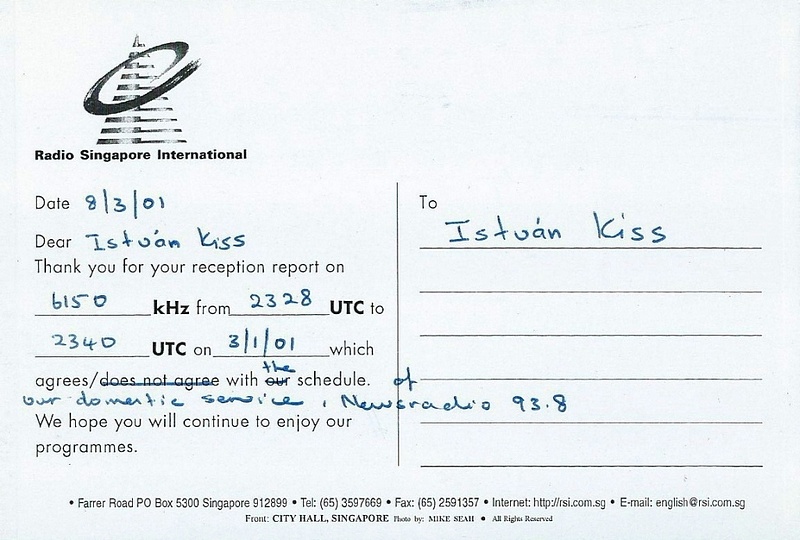 Radio Singapore International
Date 8/3/01
Dear István Kiss
Thank you for your reception report on
6150 kHz from 2328 UTC to
2340 UTC on 3/1/01 which
the
agrees/does not agree with our schedule. of
our domestic service, Newsradio 93.8
We hope you will continue to enjoy our
programmes.
To
István Kiss
• Farrer Road PO Box 5300 Singapore 912899 • Tel: (65) 3597669 • Fax: (65) 2591357 • Internet: http://rsi.com.sg • E-mail: english@rsi.com.sg
Front: CITY HALL, SINGAPORE Photo by: MIKE SEAH • All Rights Reserved